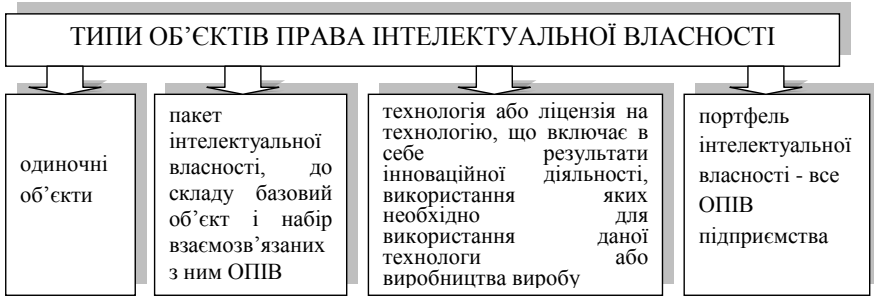 ТИПИ ОБ’ЄКТІВ ПРАВА ІНТЕЛЕКТУАЛЬНОЇ ВЛАСНОСТІ
одиночні
об’єкти
пакет
інтелектуальної
власності, до
складу базовий
об’єкт і набір
взаємозв’язаних
з ним ОПІВ
технологія або ліцензія на
технологію, що включає в
себе результати
інноваційної діяльності,
використання яких
необхідно для
використання даної
технологи або
виробництва виробу
портфель
інтелектуальної
власності - все
ОПІВ
підприємства